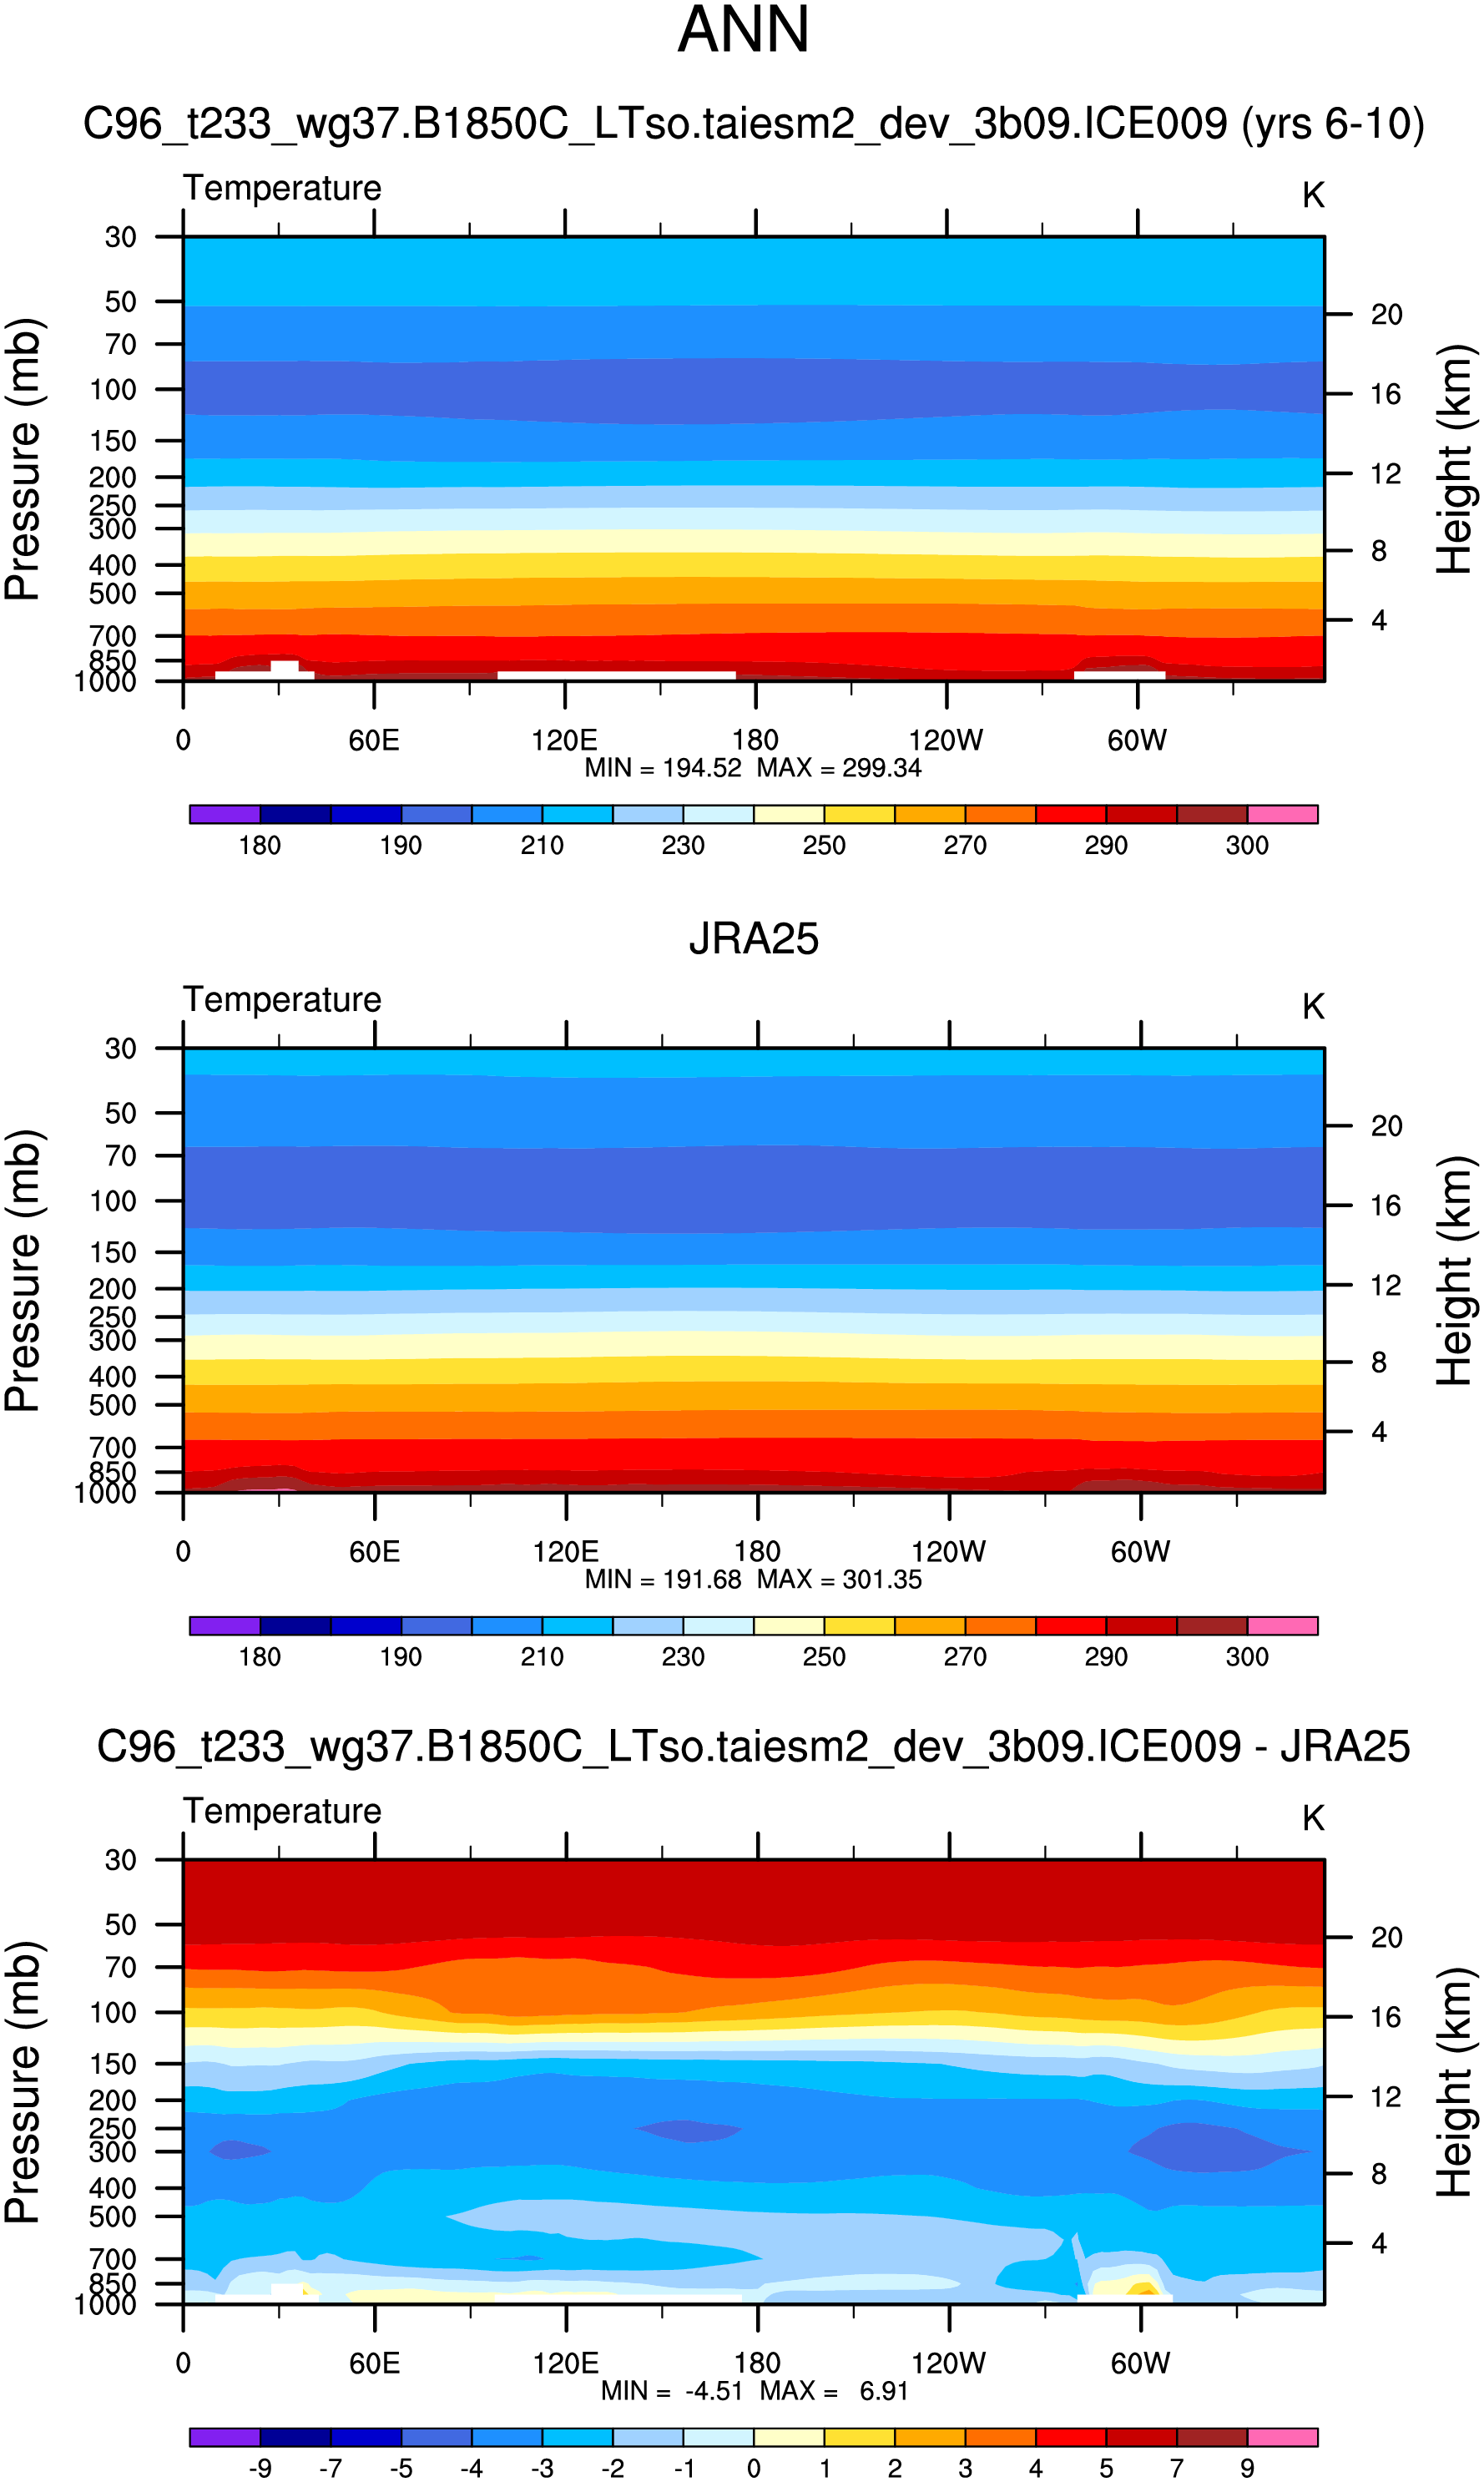 ANN
C96_t233_wg37.B1850C_LTso.taiesm2_dev_3b09.ICE009 (yrs 6-10)
Temperature K
30
50
70
100
150
200
250
300
400
500
700
850
1000
Pressure (mb)
20
16
12
8
4
Height (km)
0 60E 120E 180 120W 60W
MIN = 194.52 MAX = 299.34
180 190 210 230 250 270 290 300
JRA25
Temperature K
30
50
70
100
150
200
250
300
400
500
700
850
1000
Pressure (mb)
20
16
12
8
4
Height (km)
0 60E 120E 180 120W 60W
MIN = 191.68 MAX = 301.35
180 190 210 230 250 270 290 300
C96_t233_wg37.B1850C_LTso.taiesm2_dev_3b09.ICE009 - JRA25
Temperature K
30
50
70
100
150
200
250
300
400
500
700
850
1000
Pressure (mb)
20
16
12
8
4
Height (km)
0 60E 120E 180 120W 60W
MIN = -4.51 MAX = 6.91
-9 -7 -5 -4 -3 -2 -1 0 1 2 3 4 5 7 9